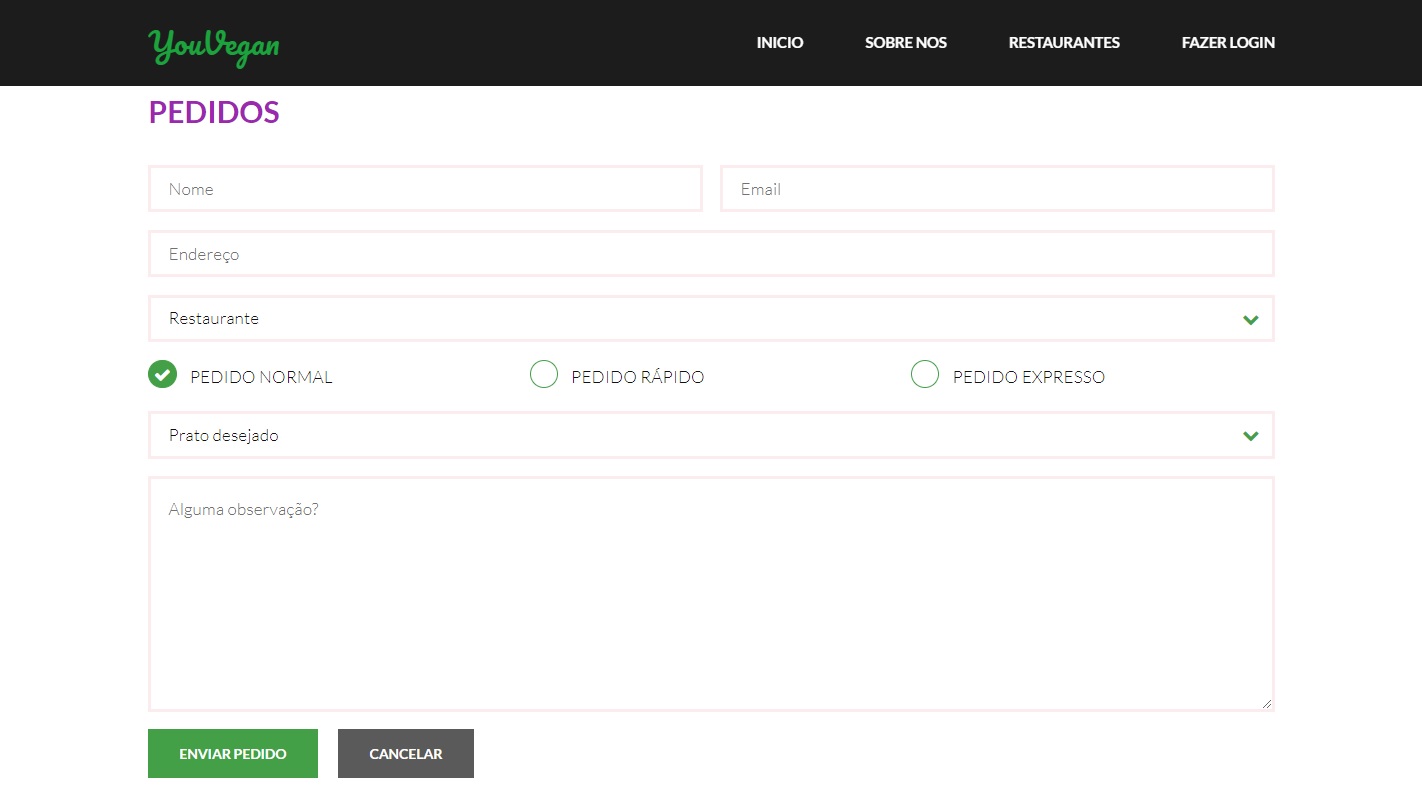 YouVegan INICIO SOBRE NOS RESTAURANTES FAZER LOGIN
PEDIDOS
Nome Email
Endereço
Restaurante
PEDIDO NORMAL PEDIDO RÁPIDO PEDIDO EXPRESSO
Prato desejado
Alguma observação?
ENVIAR PEDIDO CANCELAR